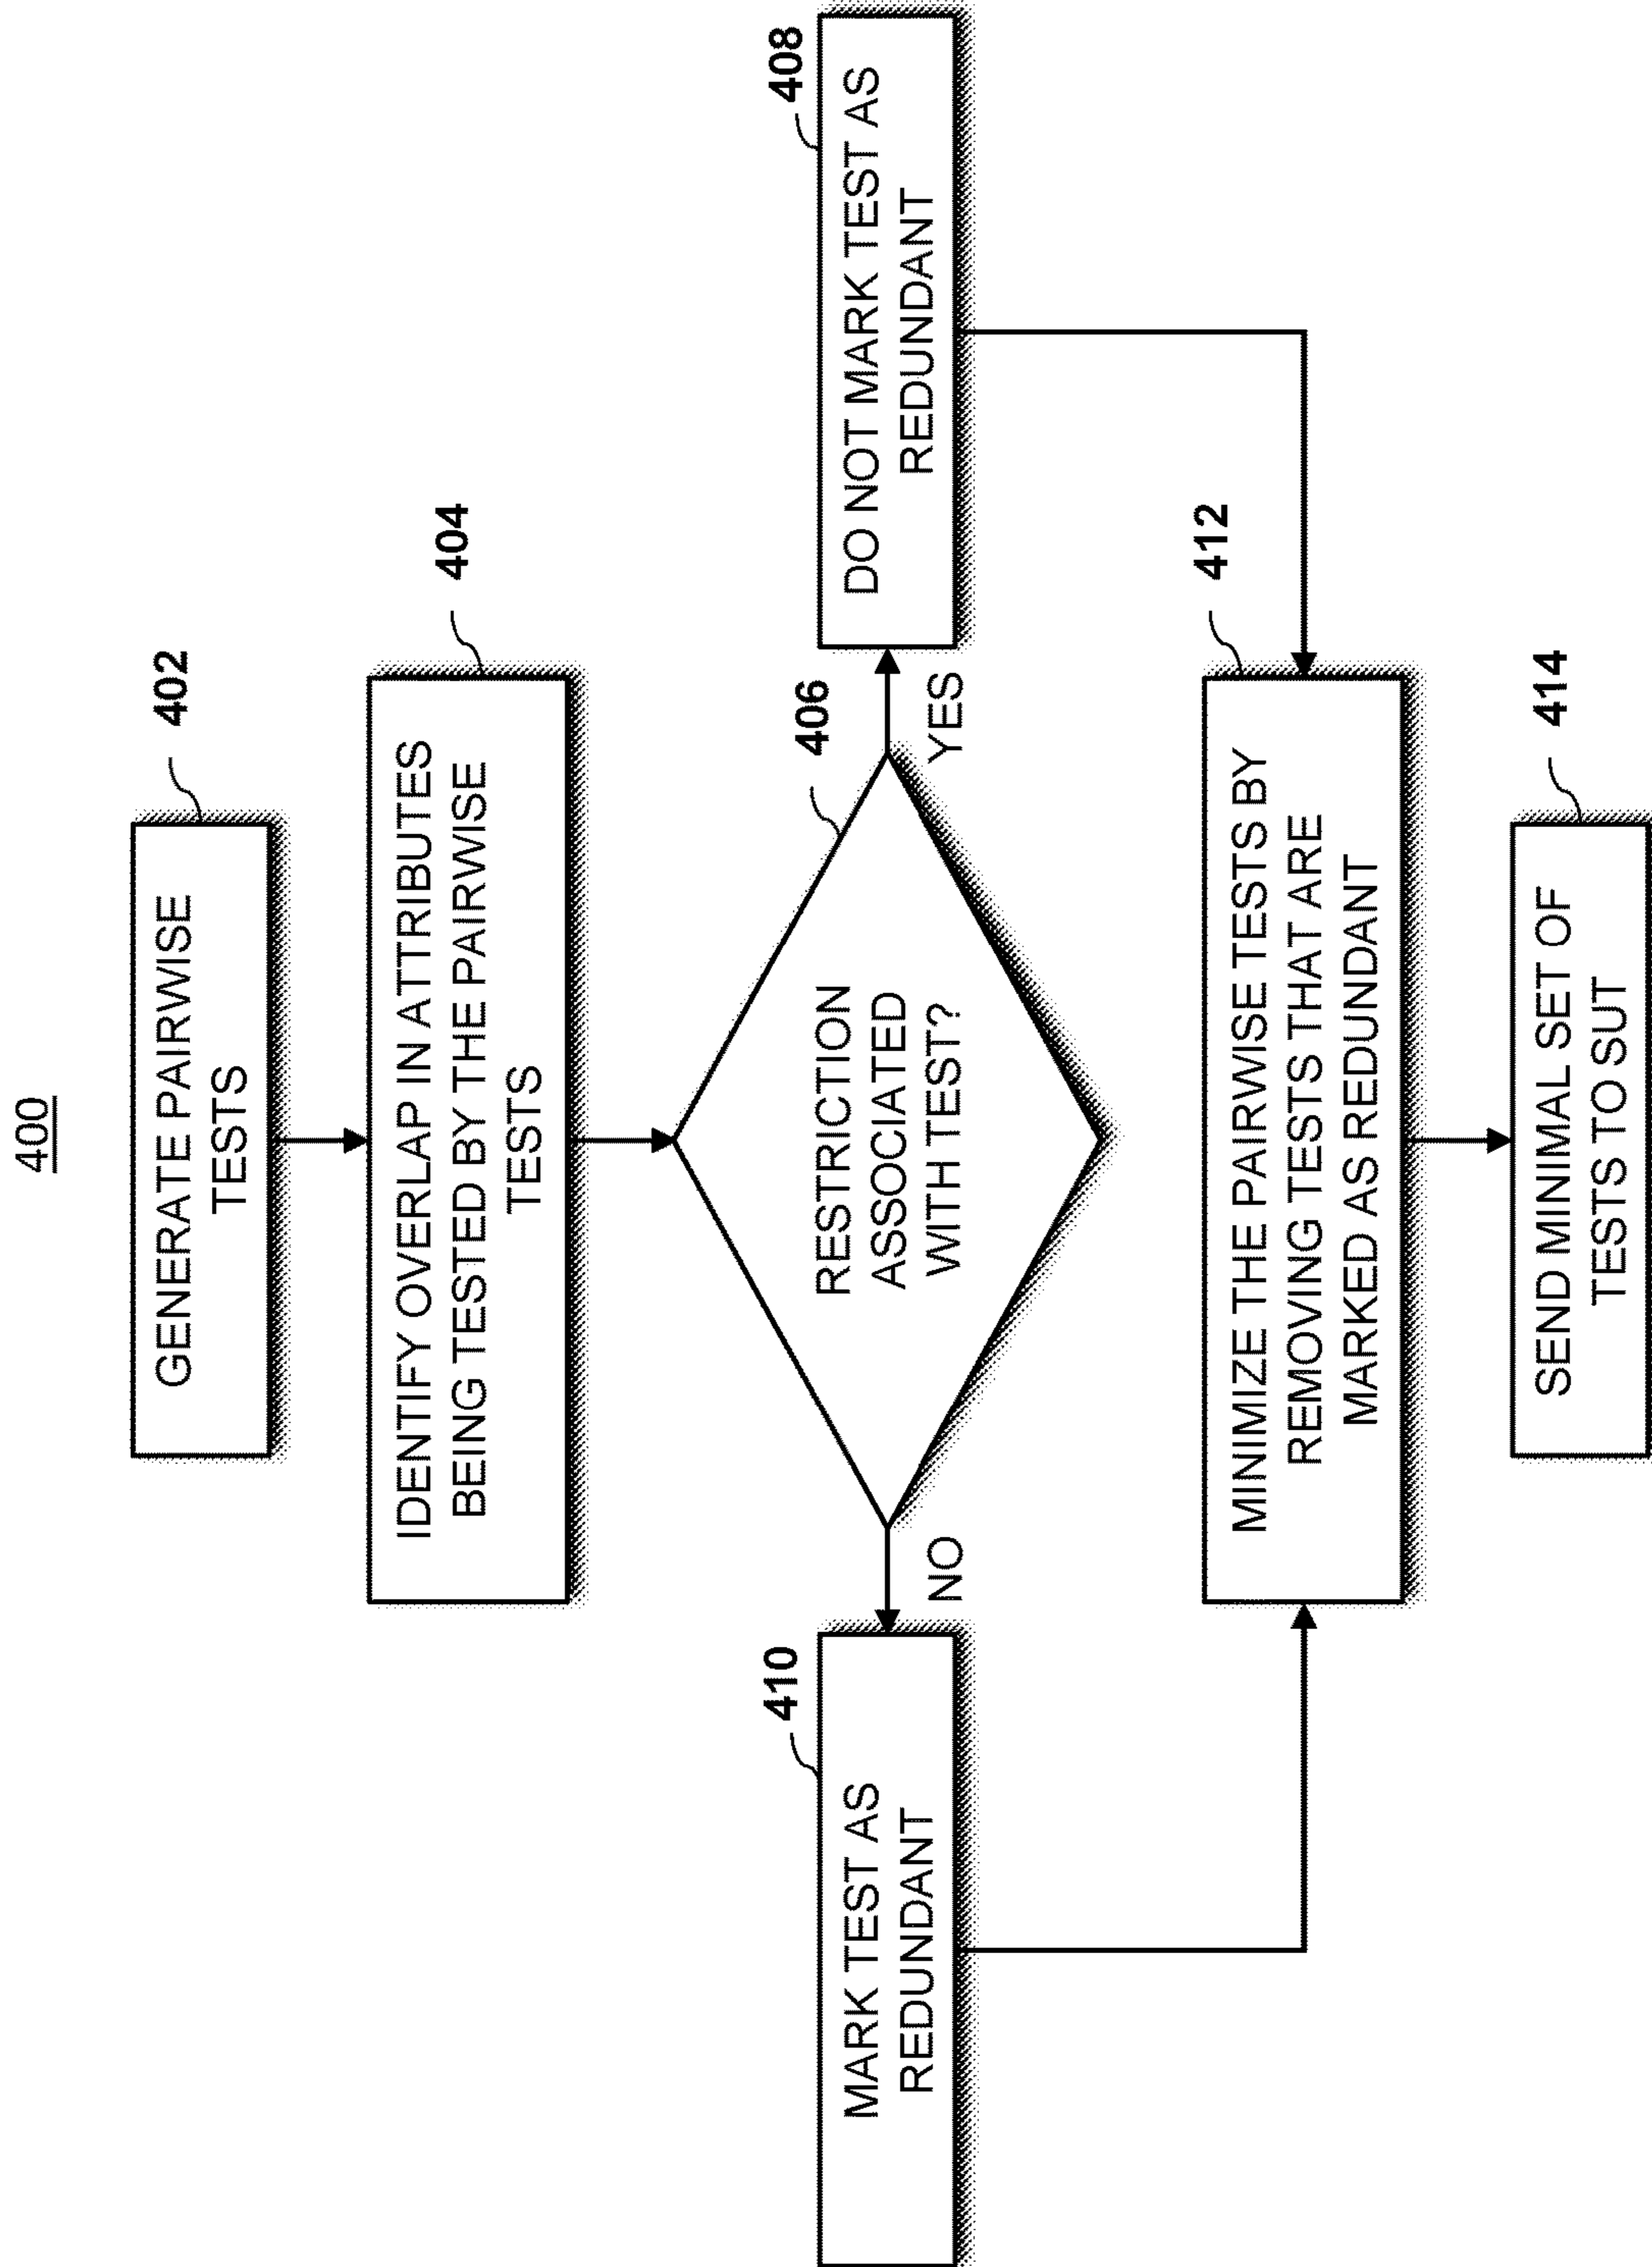 400
402
GENERATE PAIRWISE
TESTS
404
IDENTIFY OVERLAP IN ATTRIBUTES
BEING TESTED BY THE PAIRWISE
TESTS
406
RESTRICTION
ASSOCIATED
WITH TEST?
NO
YES
410
MARK TEST AS
REDUNDANT
408
DO NOT MARK TEST AS
REDUNDANT
412
MINIMIZE THE PAIRWISE TESTS BY
REMOVING TESTS THAT ARE
MARKED AS REDUNDANT
414
SEND MINIMAL SET OF
TESTS TO SUT